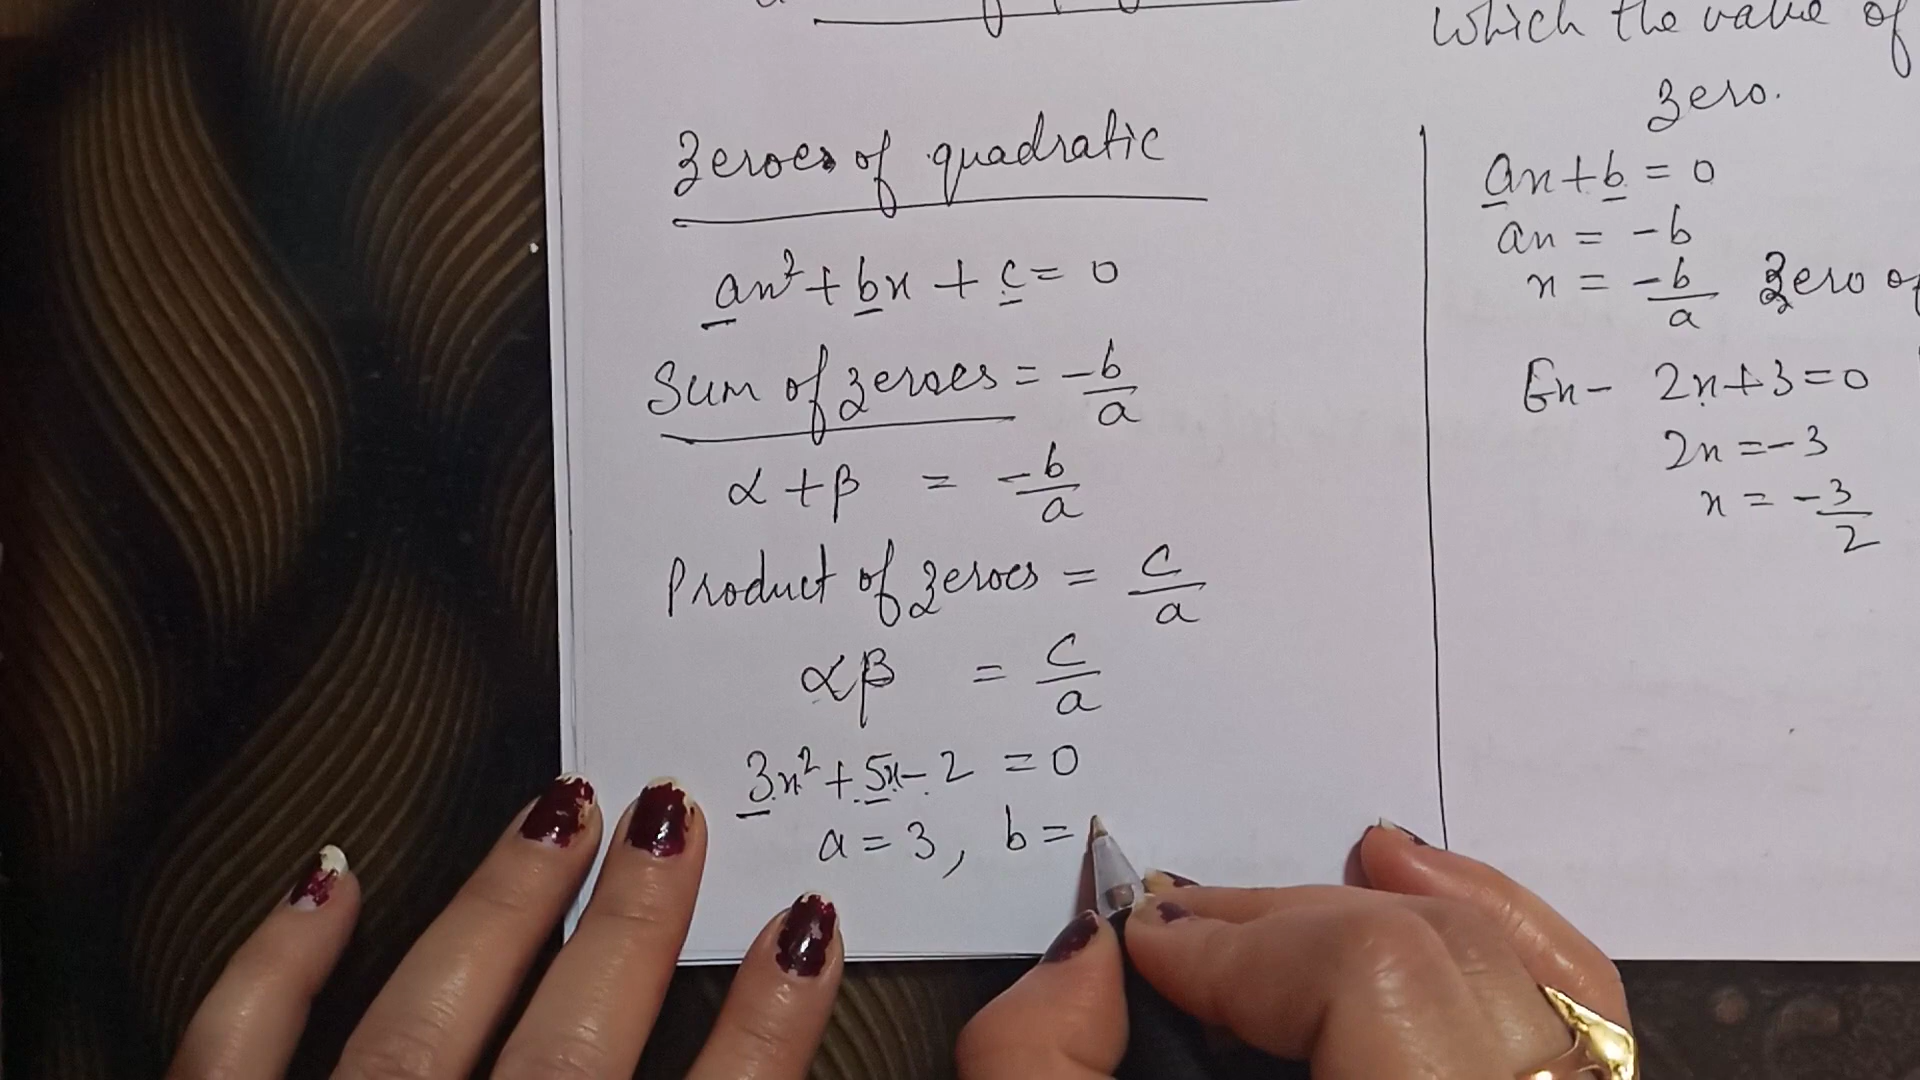 Zeroes of quadratic
ax² + bx + c = 0
Sum of zeroes = -b/a
α + β = -b/a
Product of zeroes = c/a
αβ = c/a
3x² + 5x - 2 = 0
a = 3, b =
which the value of
zero.
ax + b = 0
ax = -b
x = -b/a Zero of
Ex- 2x + 3 = 0
2x = -3
x = -3/2